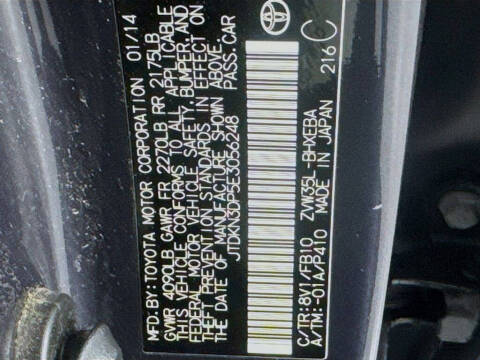 MFD.BY: TOYOTA MOTOR CORPORATION 01/14
GVWR 4090LB GAWR FR 2270LB RR 2175LB
THIS VEHICLE CONFORMS TO ALL APPLICABLE
FEDERAL MOTOR VEHICLE SAFETY, BUMPER, AND
THEFT PREVENTION STANDARDS IN EFFECT ON
THE DATE OF MANUFACTURE SHOWN ABOVE.
JTDKN3DP5E3056248 PASS.CAR
C/TR:8V1/FB10 ZVW35L-BHXEBA
A/TM:-01A/P410 MADE IN JAPAN
216 C